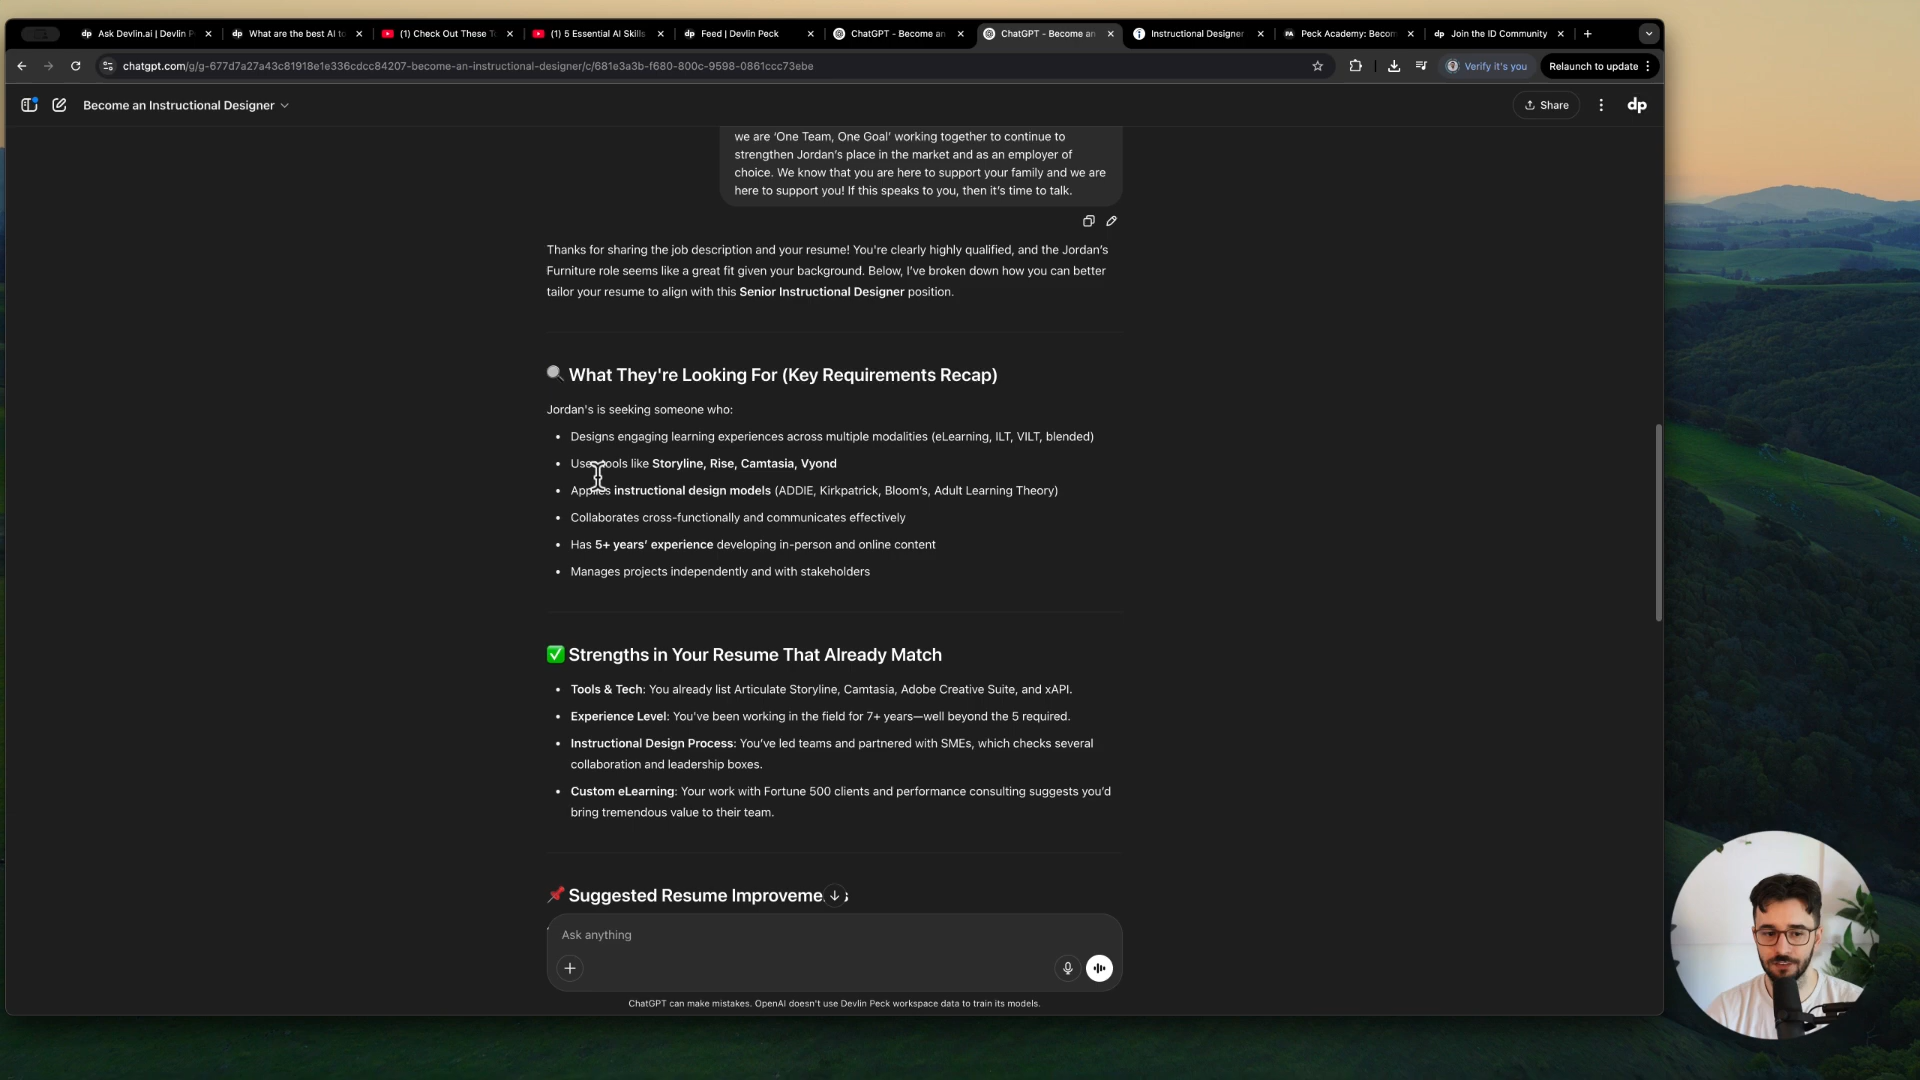 Ask Devlin.ai | Devlin P
What are the best AI to
(1) Check Out These T
(1) 5 Essential AI Skills
Feed | Devlin Peck
ChatGPT - Become an
ChatGPT - Become an
Instructional Designer
Peck Academy: Becom
Join the ID Community
chatgpt.com/g/g-677d7a27a43c81918e1e336cdcc84207-become-an-instructional-designer/c/681e3a3b-f680-800c-9598-0861ccc73ebe
Verify it's you
Relaunch to update
Become an Instructional Designer
Share
dp
we are ‘One Team, One Goal’ working together to continue to
strengthen Jordan’s place in the market and as an employer of
choice. We know that you are here to support your family and we are
here to support you! If this speaks to you, then it’s time to talk.
Thanks for sharing the job description and your resume! You're clearly highly qualified, and the Jordan’s
Furniture role seems like a great fit given your background. Below, I’ve broken down how you can better
tailor your resume to align with this Senior Instructional Designer position.
What They're Looking For (Key Requirements Recap)
Jordan's is seeking someone who:
• Designs engaging learning experiences across multiple modalities (eLearning, ILT, VILT, blended)
• Uses tools like Storyline, Rise, Camtasia, Vyond
• Applies instructional design models (ADDIE, Kirkpatrick, Bloom’s, Adult Learning Theory)
• Collaborates cross-functionally and communicates effectively
• Has 5+ years’ experience developing in-person and online content
• Manages projects independently and with stakeholders
✅ Strengths in Your Resume That Already Match
• Tools & Tech: You already list Articulate Storyline, Camtasia, Adobe Creative Suite, and xAPI.
• Experience Level: You’ve been working in the field for 7+ years—well beyond the 5 required.
• Instructional Design Process: You’ve led teams and partnered with SMEs, which checks several
collaboration and leadership boxes.
• Custom eLearning: Your work with Fortune 500 clients and performance consulting suggests you’d
bring tremendous value to their team.
📌 Suggested Resume Improvements
Ask anything
ChatGPT can make mistakes. OpenAI doesn't use Devlin Peck workspace data to train its models.